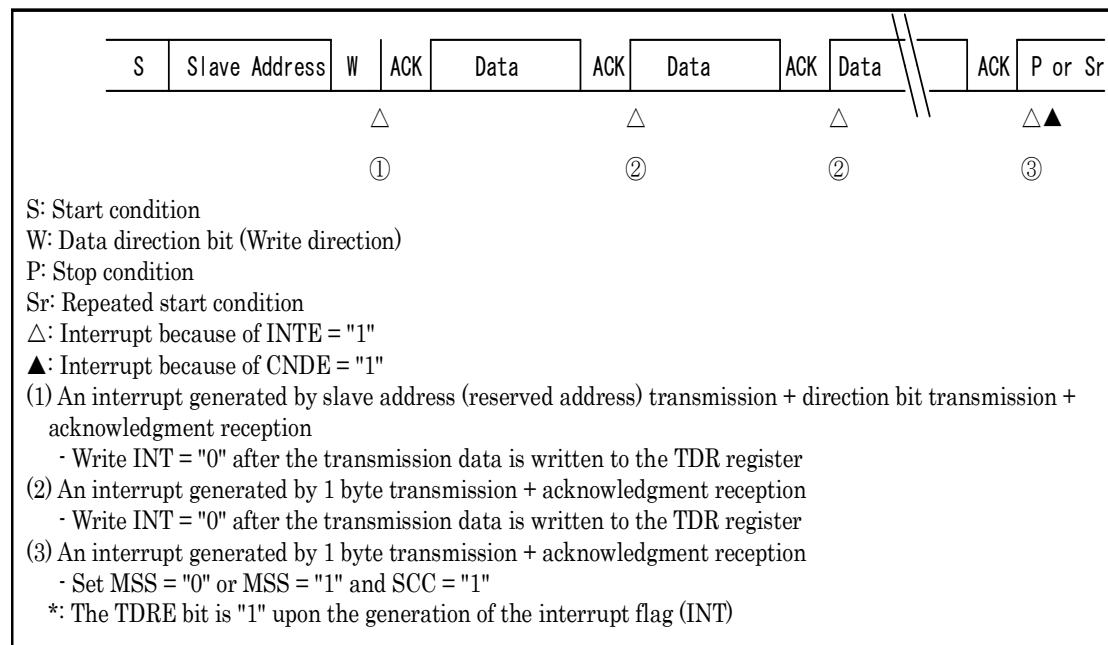 S Slave Address W ACK Data ACK Data ACK Data ACK P or Sr
△ △ △ △▲
① ② ② ③
S: Start condition
W: Data direction bit (Write direction)
P: Stop condition
Sr: Repeated start condition
△: Interrupt because of INTE = "1"
▲: Interrupt because of CNDE = "1"
(1) An interrupt generated by slave address (reserved address) transmission + direction bit transmission +
acknowledgment reception
- Write INT = "0" after the transmission data is written to the TDR register
(2) An interrupt generated by 1 byte transmission + acknowledgment reception
- Write INT = "0" after the transmission data is written to the TDR register
(3) An interrupt generated by 1 byte transmission + acknowledgment reception
- Set MSS = "0" or MSS = "1" and SCC = "1"
*: The TDRE bit is "1" upon the generation of the interrupt flag (INT)